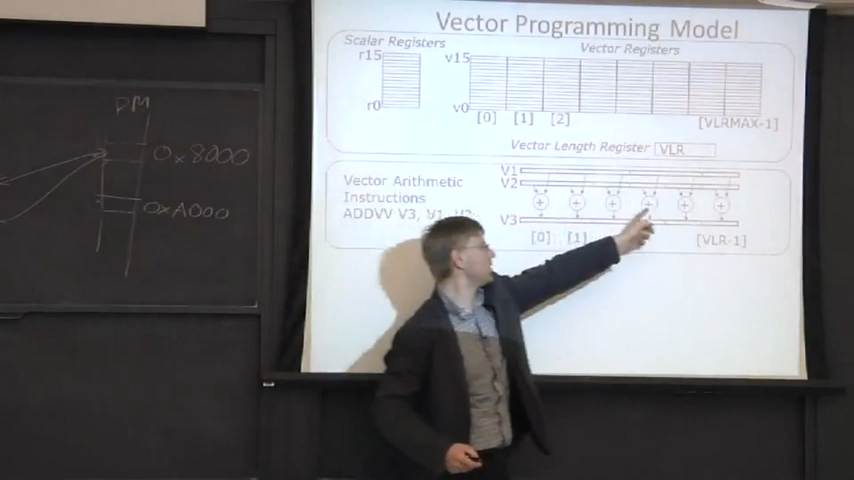 Vector Programming Model
Scalar Registers
Vector Registers
r15
v15
r0
v0
[0] [1] [2]
[VLRMAX-1]
Vector Length Register VLR
Vector Arithmetic
Instructions
ADDVV V3, V1, V2
V1
V2
+ + + + + +
V3
[0] [1]
[VLR-1]
PM
0x8000
0xA000